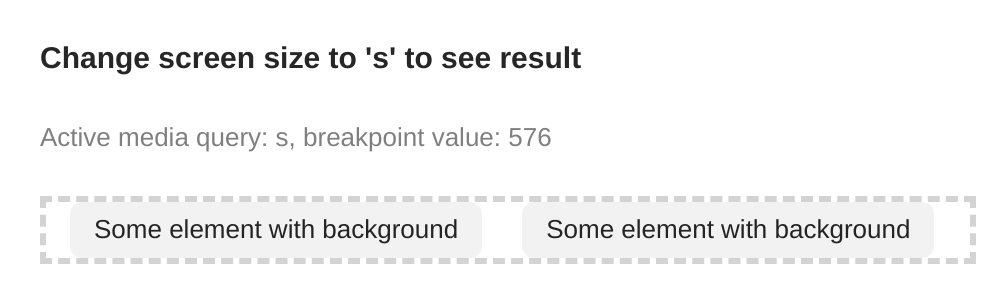 Change screen size to 's' to see result
Active media query: s, breakpoint value: 576
Some element with background Some element with background